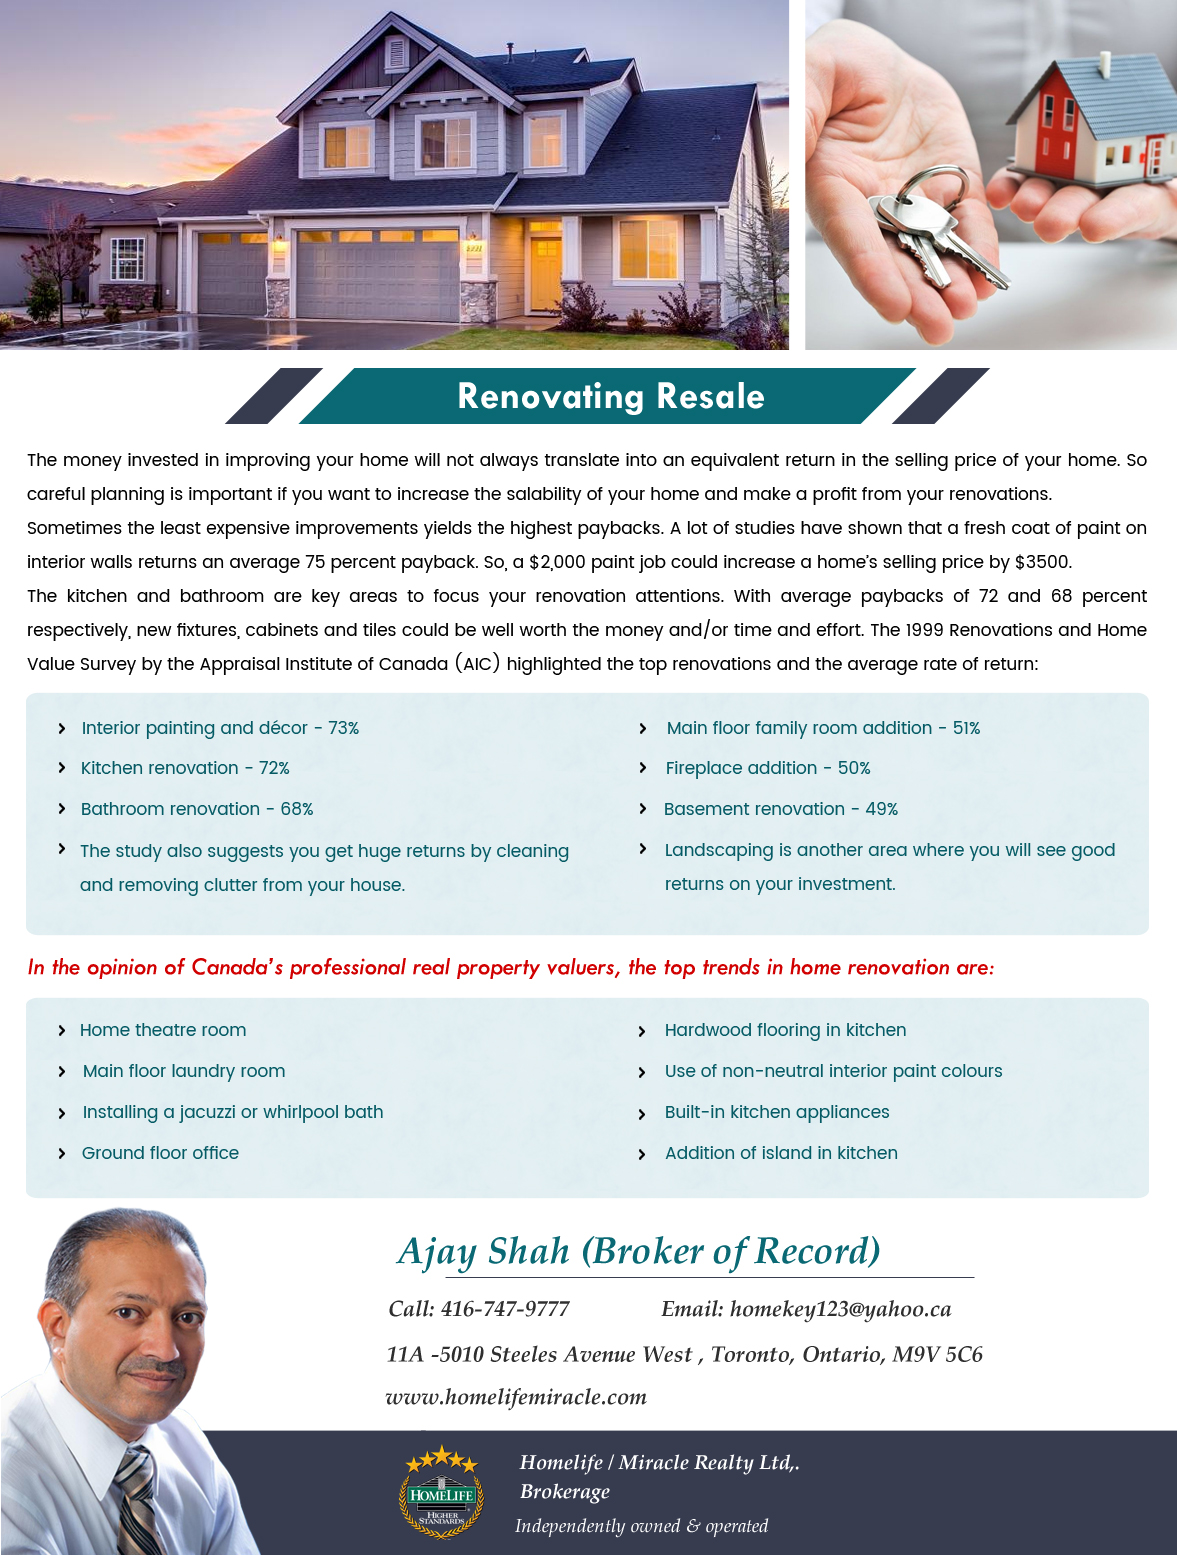 Renovating Resale
The money invested in improving your home will not always translate into an equivalent return in the selling price of your home. So
careful planning is important if you want to increase the salability of your home and make a profit from your renovations.
Sometimes the least expensive improvements yields the highest paybacks. A lot of studies have shown that a fresh coat of paint on
interior walls returns an average 75 percent payback. So, a $2,000 paint job could increase a home's selling price by $3500.
The kitchen and bathroom are key areas to focus your renovation attentions. With average paybacks of 72 and 68 percent
respectively, new fixtures, cabinets and tiles could be well worth the money and/or time and effort. The 1999 Renovations and Home
Value Survey by the Appraisal Institute of Canada (AIC) highlighted the top renovations and the average rate of return:
Interior painting and décor - 73%
Kitchen renovation - 72%
Bathroom renovation - 68%
The study also suggests you get huge returns by cleaning
and removing clutter from your house.
Main floor family room addition - 51%
Fireplace addition - 50%
Basement renovation - 49%
Landscaping is another area where you will see good
returns on your investment.
In the opinion of Canada's professional real property valuers, the top trends in home renovation are:
Home theatre room
Main floor laundry room
Installing a jacuzzi or whirlpool bath
Ground floor office
Hardwood flooring in kitchen
Use of non-neutral interior paint colours
Built-in kitchen appliances
Addition of island in kitchen
Ajay Shah (Broker of Record)
Call: 416-747-9777 Email: homekey123@yahoo.ca
11A -5010 Steeles Avenue West , Toronto, Ontario, M9V 5C6
www.homelifemiracle.com
HOMELIFE
HIGHER
STANDARDS
Homelife / Miracle Realty Ltd,.
Brokerage
Independently owned & operated